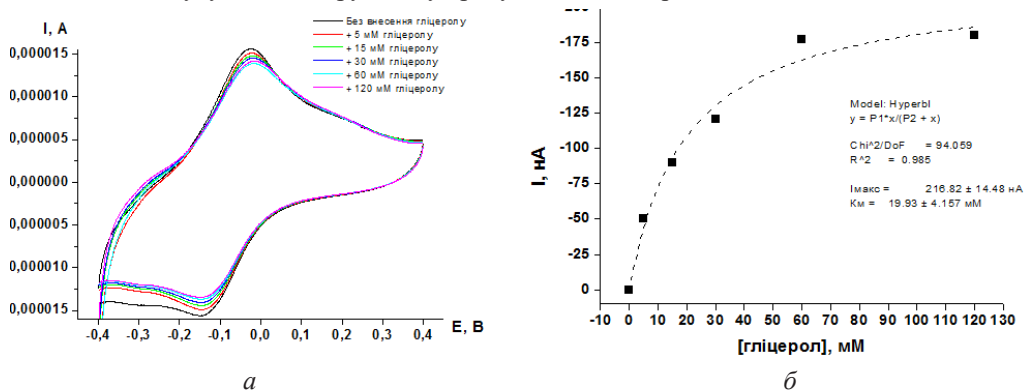 I, А
0,000015
0,000005
0,000000
0,000005
0,000010
0,000015
-0,4 -0,3 -0,2 -0,1 0,0 0,1 0,2 0,3 0,4
E, В
Без внесення гліцеролу
+ 5 мМ гліцеролу
+ 15 мМ гліцеролу
+ 30 мМ гліцеролу
+ 60 мМ гліцеролу
+ 120 мМ гліцеролу
а
I, нА
-175
-150
-125
-100
-75
-50
-25
0
-10 0 10 20 30 40 50 60 70 80 90 100 110 120 130
[гліцерол], мМ
Model: Hyperbl
y = P1*x/(P2 + x)
Chi^2/DoF = 94.059
R^2 = 0.985
Iмакс = 216.82 ± 14.48 нА
Км = 19.93 ± 4.157 мМ
б